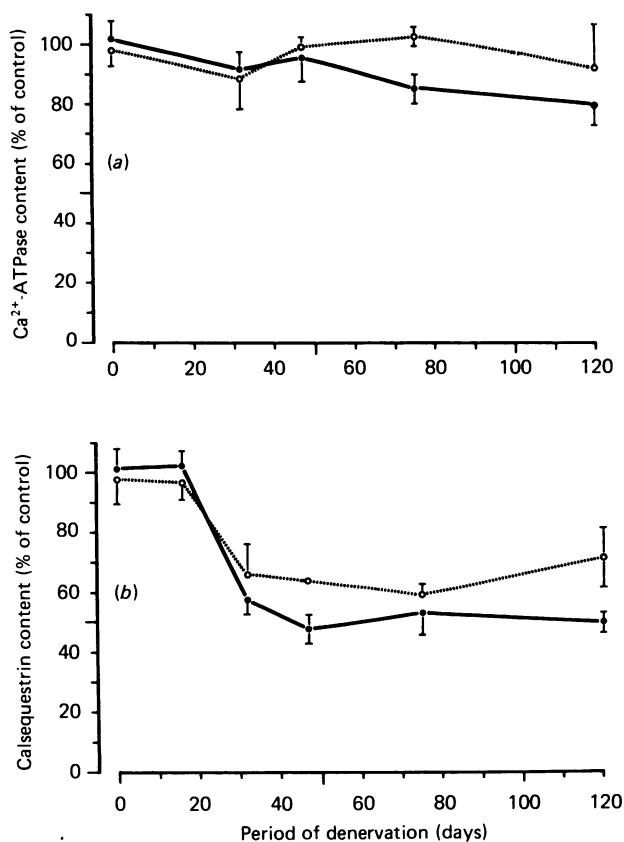 Ca²⁺-ATPase content (% of control)
100
80
60
40
20
0
(a)
0 20 40 60 80 100 120
Calsequestrin content (% of control)
100
80
60
40
20
0
(b)
0 20 40 60 80 100 120
Period of denervation (days)